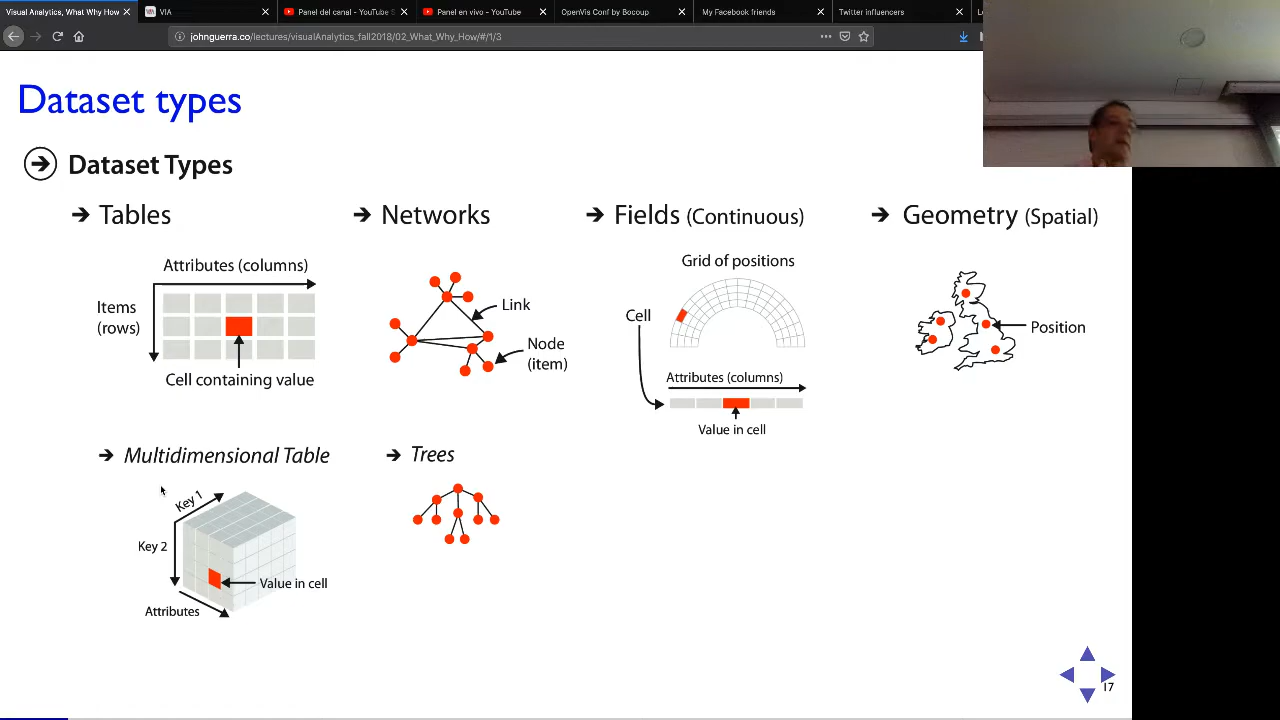 Visual Analytics, What Why How
VIA
Panel del canal - YouTube
Panel en vivo - YouTube
OpenVis Conf by Bocoup
My Facebook friends
Twitter influencers
johnguerra.co/lectures/visualAnalytics_fall2018/02_What_Why_How/#/1/3
Dataset types
Dataset Types
Tables
Networks
Fields (Continuous)
Geometry (Spatial)
Attributes (columns)
Items
(rows)
Cell containing value
Link
Node
(item)
Grid of positions
Cell
Attributes (columns)
Value in cell
Position
Multidimensional Table
Trees
Key 1
Key 2
Value in cell
Attributes
17